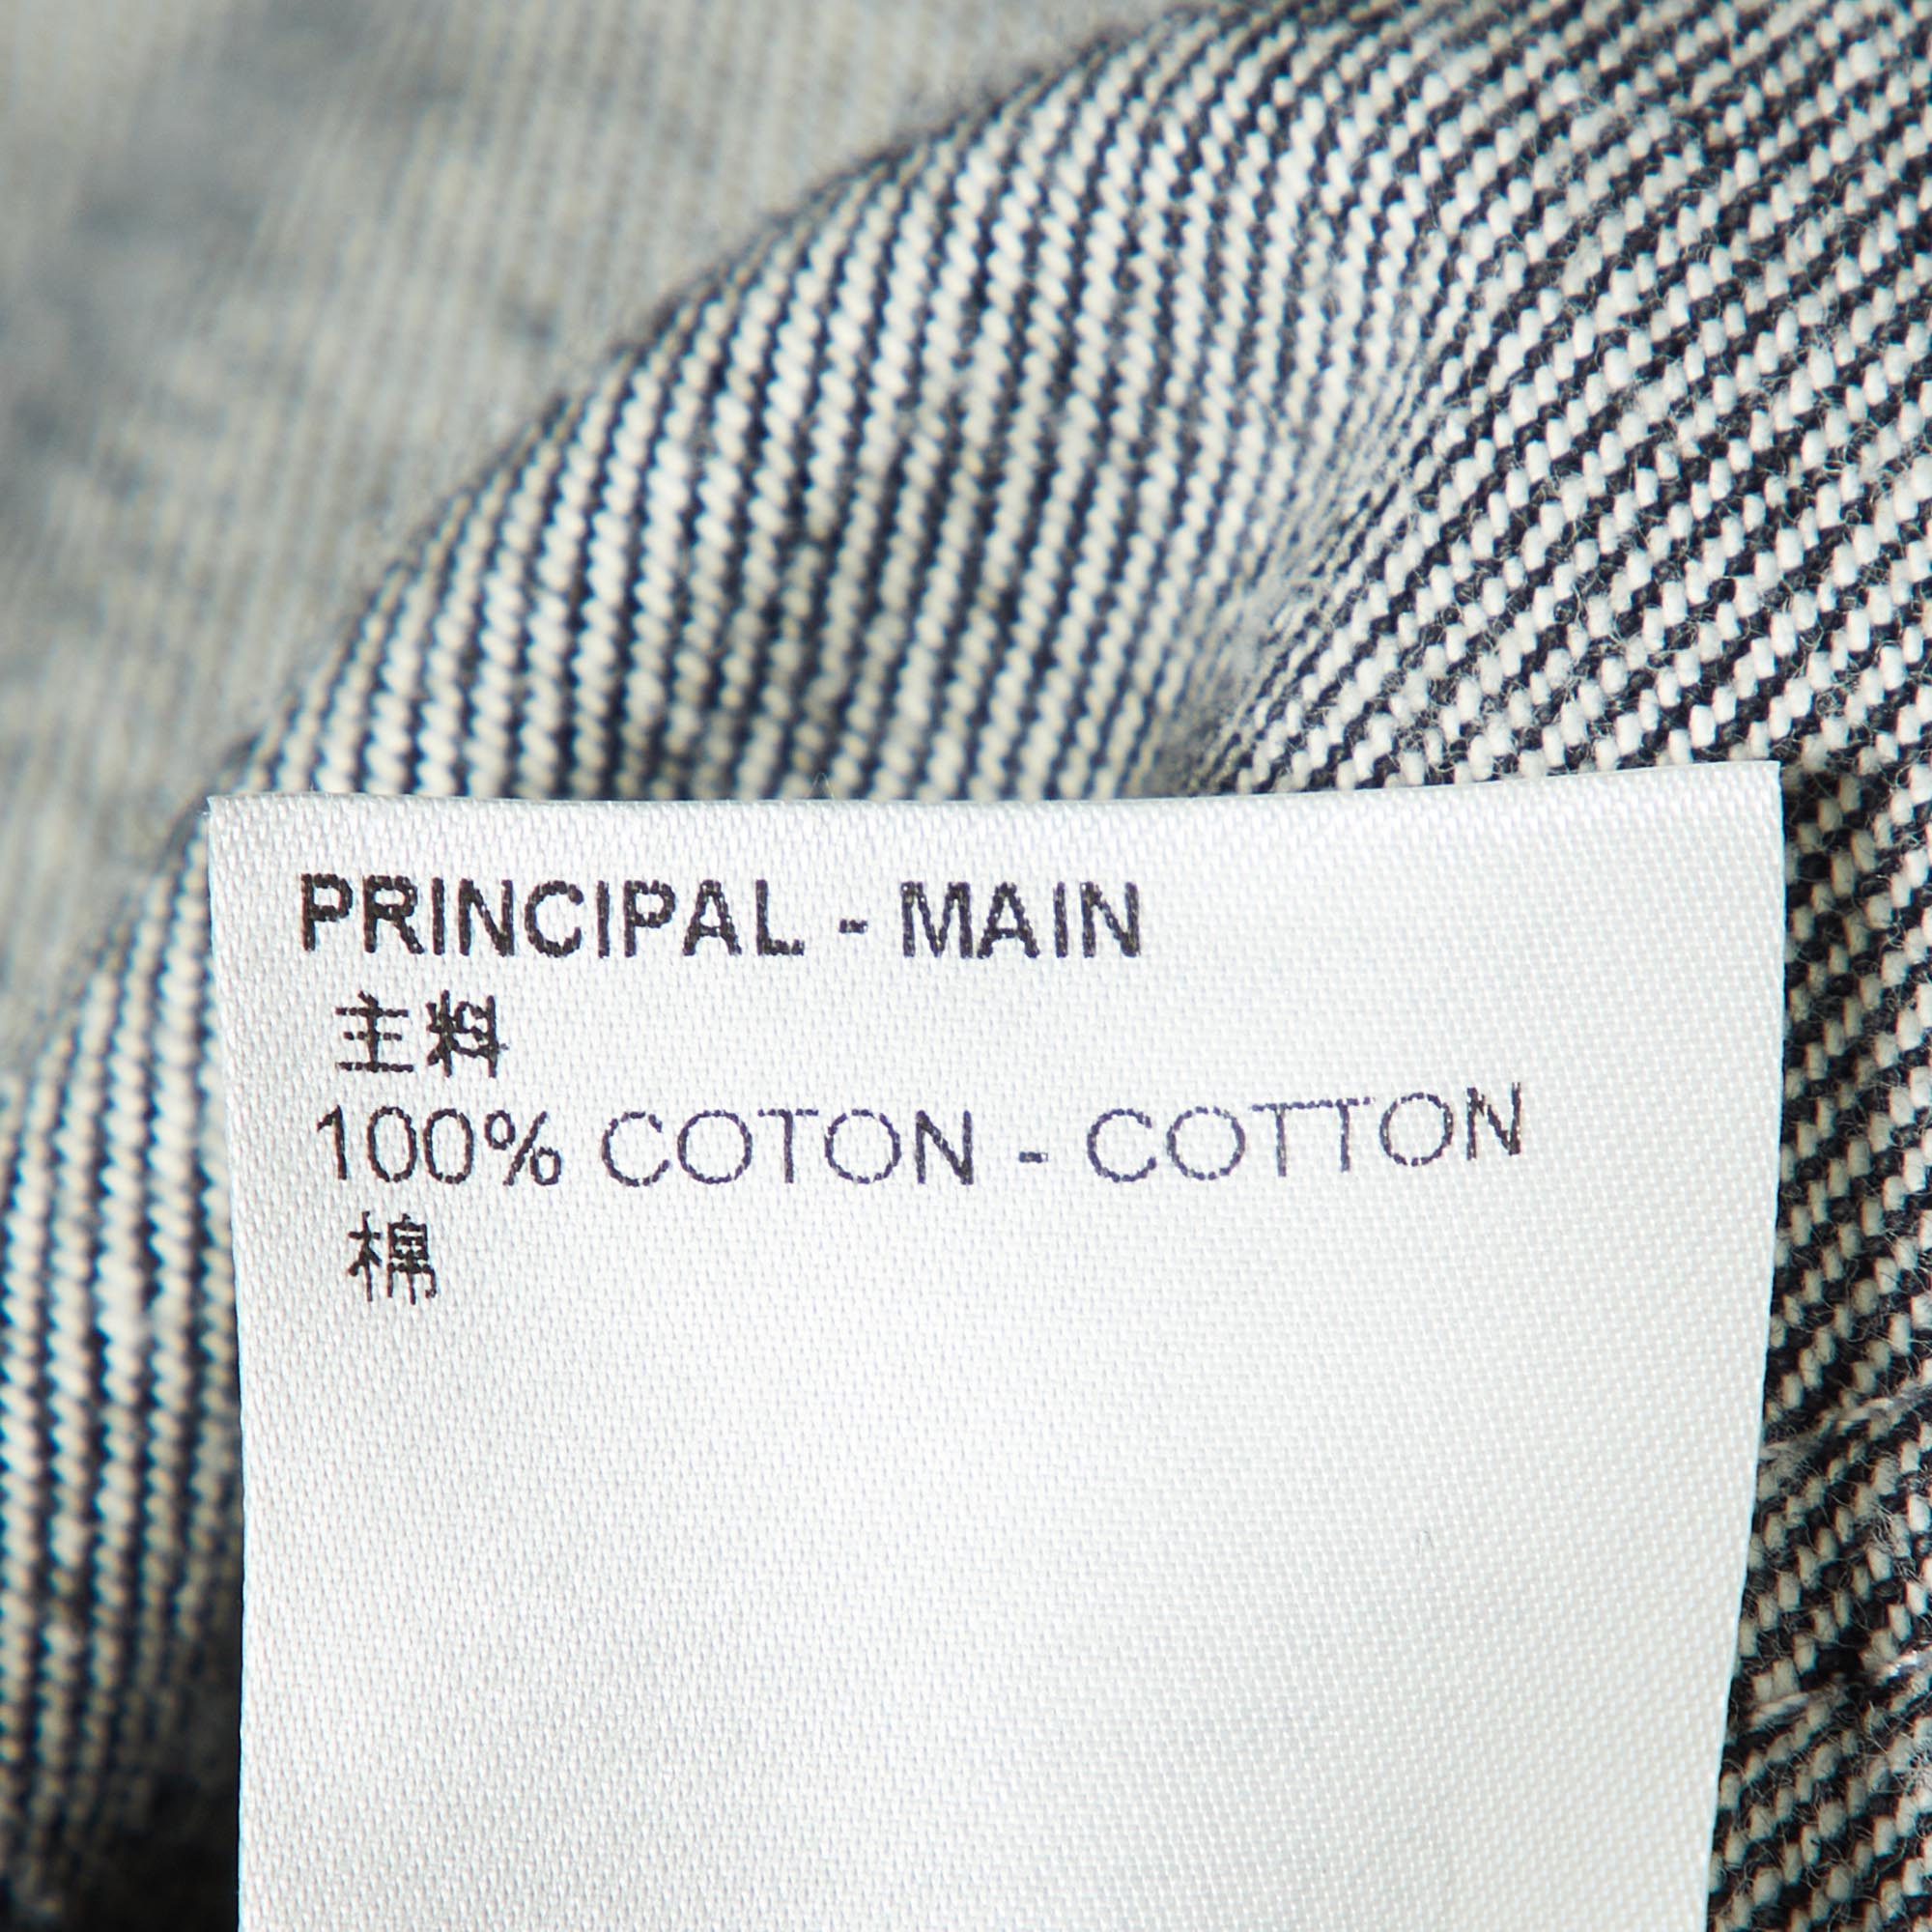 PRINCIPAL - MAIN
主料
100% COTON - COTTON
棉